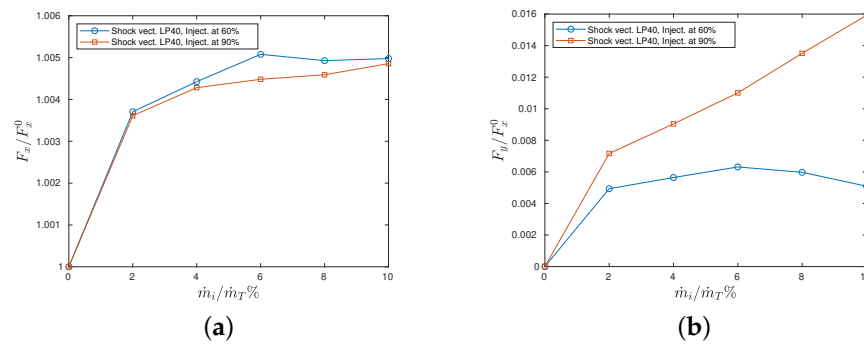 1.006
1.005
1.004
1.003
1.002
1.001
1
Shock vect. LP40, Inject. at 60%
Shock vect. LP40, Inject. at 90%
F_x/F_x^0
0 2 4 6 8 10
ṁ_i/ṁ_T%
(a)
0.016
0.014
0.012
0.01
0.008
0.006
0.004
0.002
0
Shock vect. LP40, Inject. at 60%
Shock vect. LP40, Inject. at 90%
F_y/F_x^0
0 2 4 6 8
ṁ_i/ṁ_T%
(b)